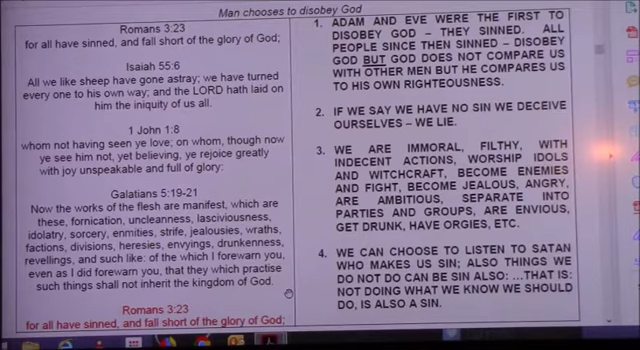 Man chooses to disobey God
Romans 3:23
for all have sinned, and fall short of the glory of God;
Isaiah 55:6
All we like sheep have gone astray; we have turned
every one to his own way; and the LORD hath laid on
him the iniquity of us all.
1 John 1:8
whom not having seen ye love; on whom, though now
ye see him not, yet believing, ye rejoice greatly
with joy unspeakable and full of glory:
Galatians 5:19-21
Now the works of the flesh are manifest, which are
these, fornication, uncleanness, lasciviousness,
idolatry, sorcery, enmities, strife, jealousies, wraths,
factions, divisions, heresies, envyings, drunkenness,
revellings, and such like: of the which I forewarn you,
even as I did forewarn you, that they which practise
such things shall not inherit the kingdom of God.
Romans 3:23
for all have sinned, and fall short of the glory of God;
1. ADAM AND EVE WERE THE FIRST TO
DISOBEY GOD – THEY SINNED. ALL
PEOPLE SINCE THEN SINNED – DISOBEY
GOD BUT GOD DOES NOT COMPARE US
WITH OTHER MEN BUT HE COMPARES US
TO HIS OWN RIGHTEOUSNESS.
2. IF WE SAY WE HAVE NO SIN WE DECEIVE
OURSELVES – WE LIE.
3. WE ARE IMMORAL, FILTHY, WITH
INDECENT ACTIONS, WORSHIP IDOLS
AND WITCHCRAFT, BECOME ENEMIES
AND FIGHT, BECOME JEALOUS, ANGRY,
ARE AMBITIOUS, SEPARATE INTO
PARTIES AND GROUPS, ARE ENVIOUS,
GET DRUNK, HAVE ORGIES, ETC.
4. WE CAN CHOOSE TO LISTEN TO SATAN
WHO MAKES US SIN; ALSO THINGS WE
DO NOT DO CAN BE SIN ALSO: ...THAT IS:
NOT DOING WHAT WE KNOW WE SHOULD
DO, IS ALSO A SIN.